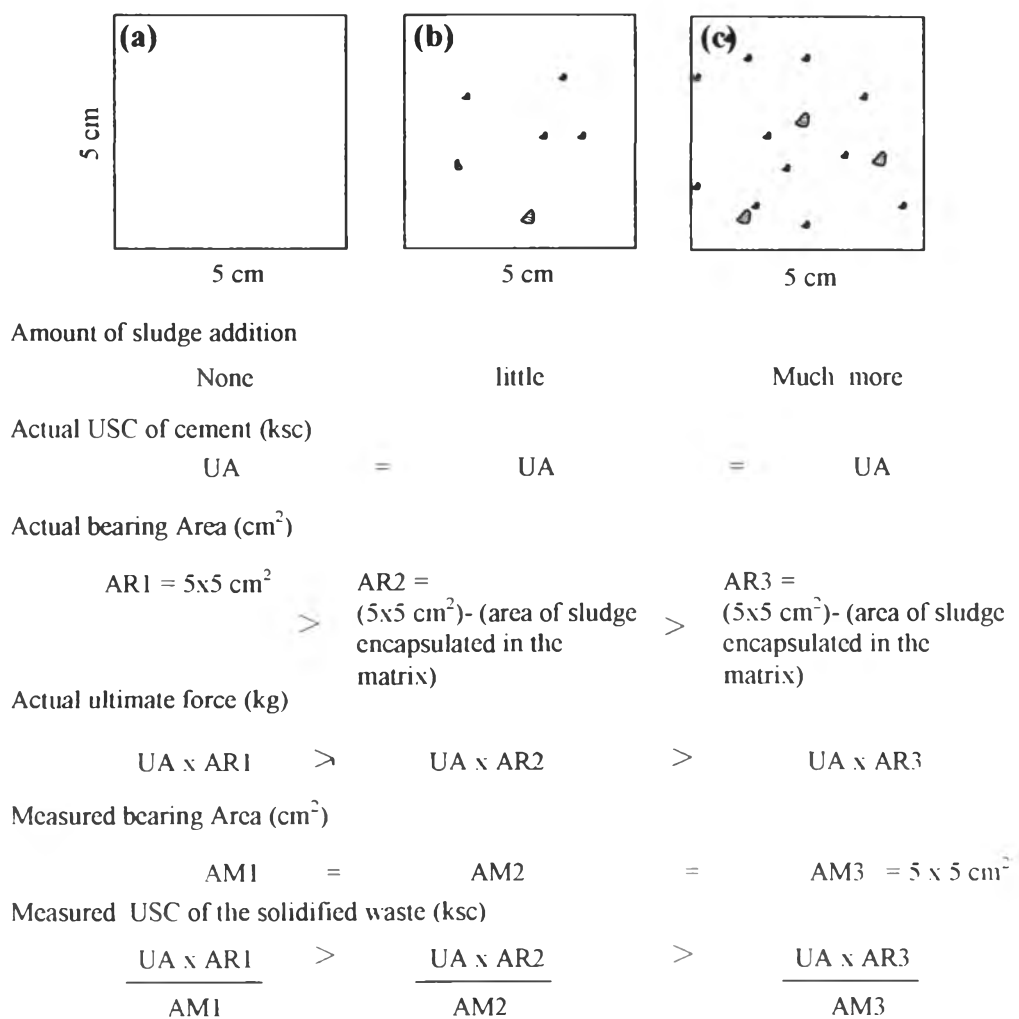 (a) (b) (c)
5 cm
5 cm 5 cm 5 cm
Amount of sludge addition
None little Much more
Actual USC of cement (ksc)
UA = UA = UA
Actual bearing Area (cm²)
AR1 = 5x5 cm² > AR2 = (5x5 cm²)- (area of sludge encapsulated in the matrix) > AR3 = (5x5 cm²)- (area of sludge encapsulated in the matrix)
Actual ultimate force (kg)
UA x AR1 > UA x AR2 > UA x AR3
Measured bearing Area (cm²)
AM1 = AM2 = AM3 = 5 x 5 cm²
Measured USC of the solidified waste (ksc)
UA x AR1 > UA x AR2 > UA x AR3
AM1 AM2 AM3